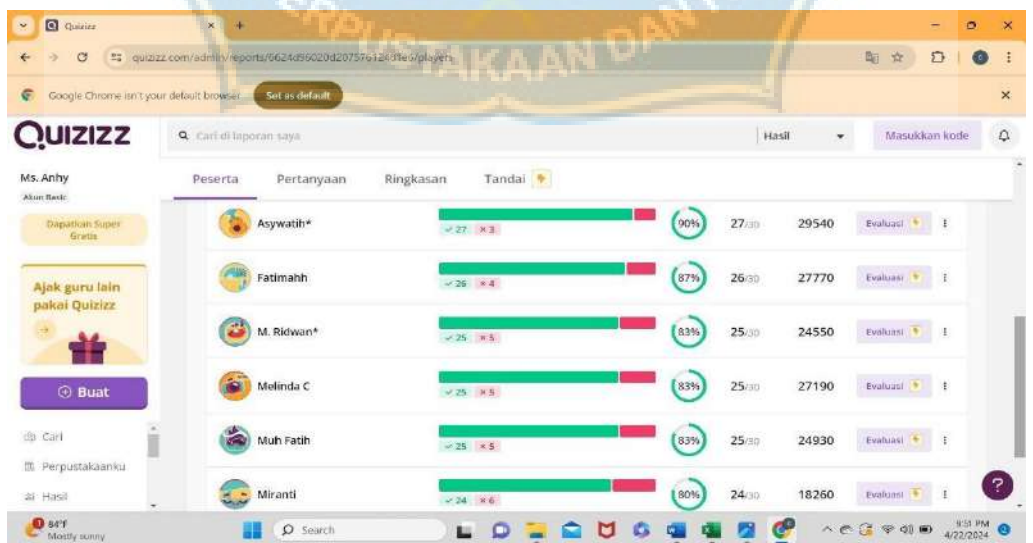 PERPUSTAKAAN DAN
Quizizz
quizizz.com/admin/reports/
Google Chrome isn't your default browser
Set as default
QUIZIZZ
Cari di laporan saya
Hasil
Masukkan kode
Ms. Anhy
Akun Basic
Dapatkan Super Gratis
Ajak guru lain
pakai Quizizz
Buat
Cari
Perpustakaanku
Hasil
Peserta Pertanyaan Ringkasan Tandai
Asywatih* 27 3 90% 27/30 29540 Evaluasi
Fatimahh 26 4 87% 26/30 27770 Evaluasi
M. Ridwan* 25 5 83% 25/30 24550 Evaluasi
Melinda C 25 5 83% 25/30 27190 Evaluasi
Muh Fatih 25 5 83% 25/30 24930 Evaluasi
Miranti 24 6 80% 24/30 18260 Evaluasi
?
84°F
Mostly sunny
Search
9:51 PM
4/22/2024